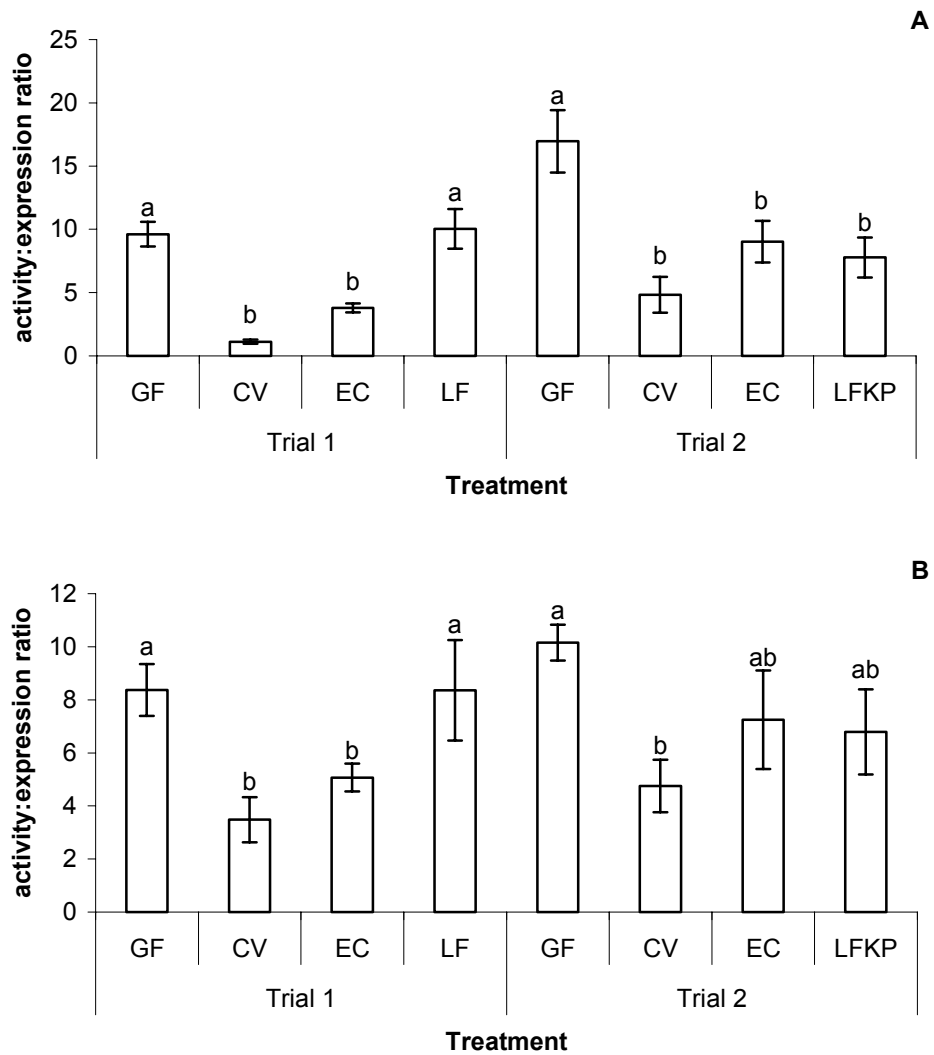 A
activity:expression ratio
25
20
15
10
5
0
a
b
b
a
a
b
b
b
GF CV EC LF GF CV EC LFKP
Trial 1 Trial 2
Treatment
B
activity:expression ratio
12
10
8
6
4
2
0
a
b
b
a
a
b
ab
ab
GF CV EC LF GF CV EC LFKP
Trial 1 Trial 2
Treatment